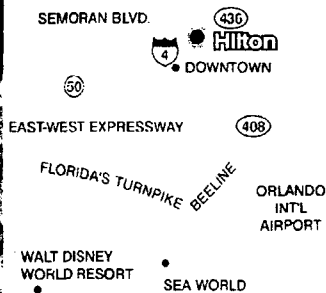 SEMORAN BLVD.
436
Hilton
4
DOWNTOWN
50
EAST-WEST EXPRESSWAY
408
FLORIDA'S TURNPIKE
BEELINE
ORLANDO
INT'L
AIRPORT
WALT DISNEY
WORLD RESORT
SEA WORLD